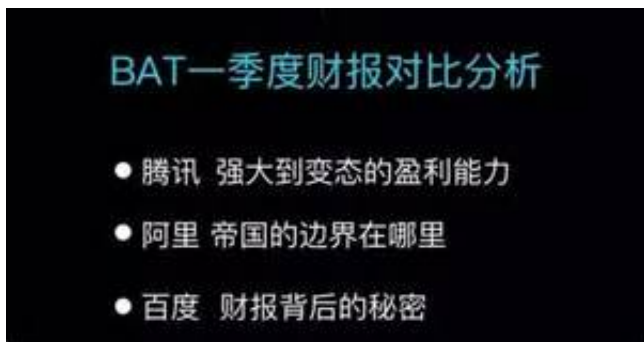 BAT一季度财报对比分析
● 腾讯 强大到变态的盈利能力
● 阿里 帝国的边界在哪里
● 百度 财报背后的秘密